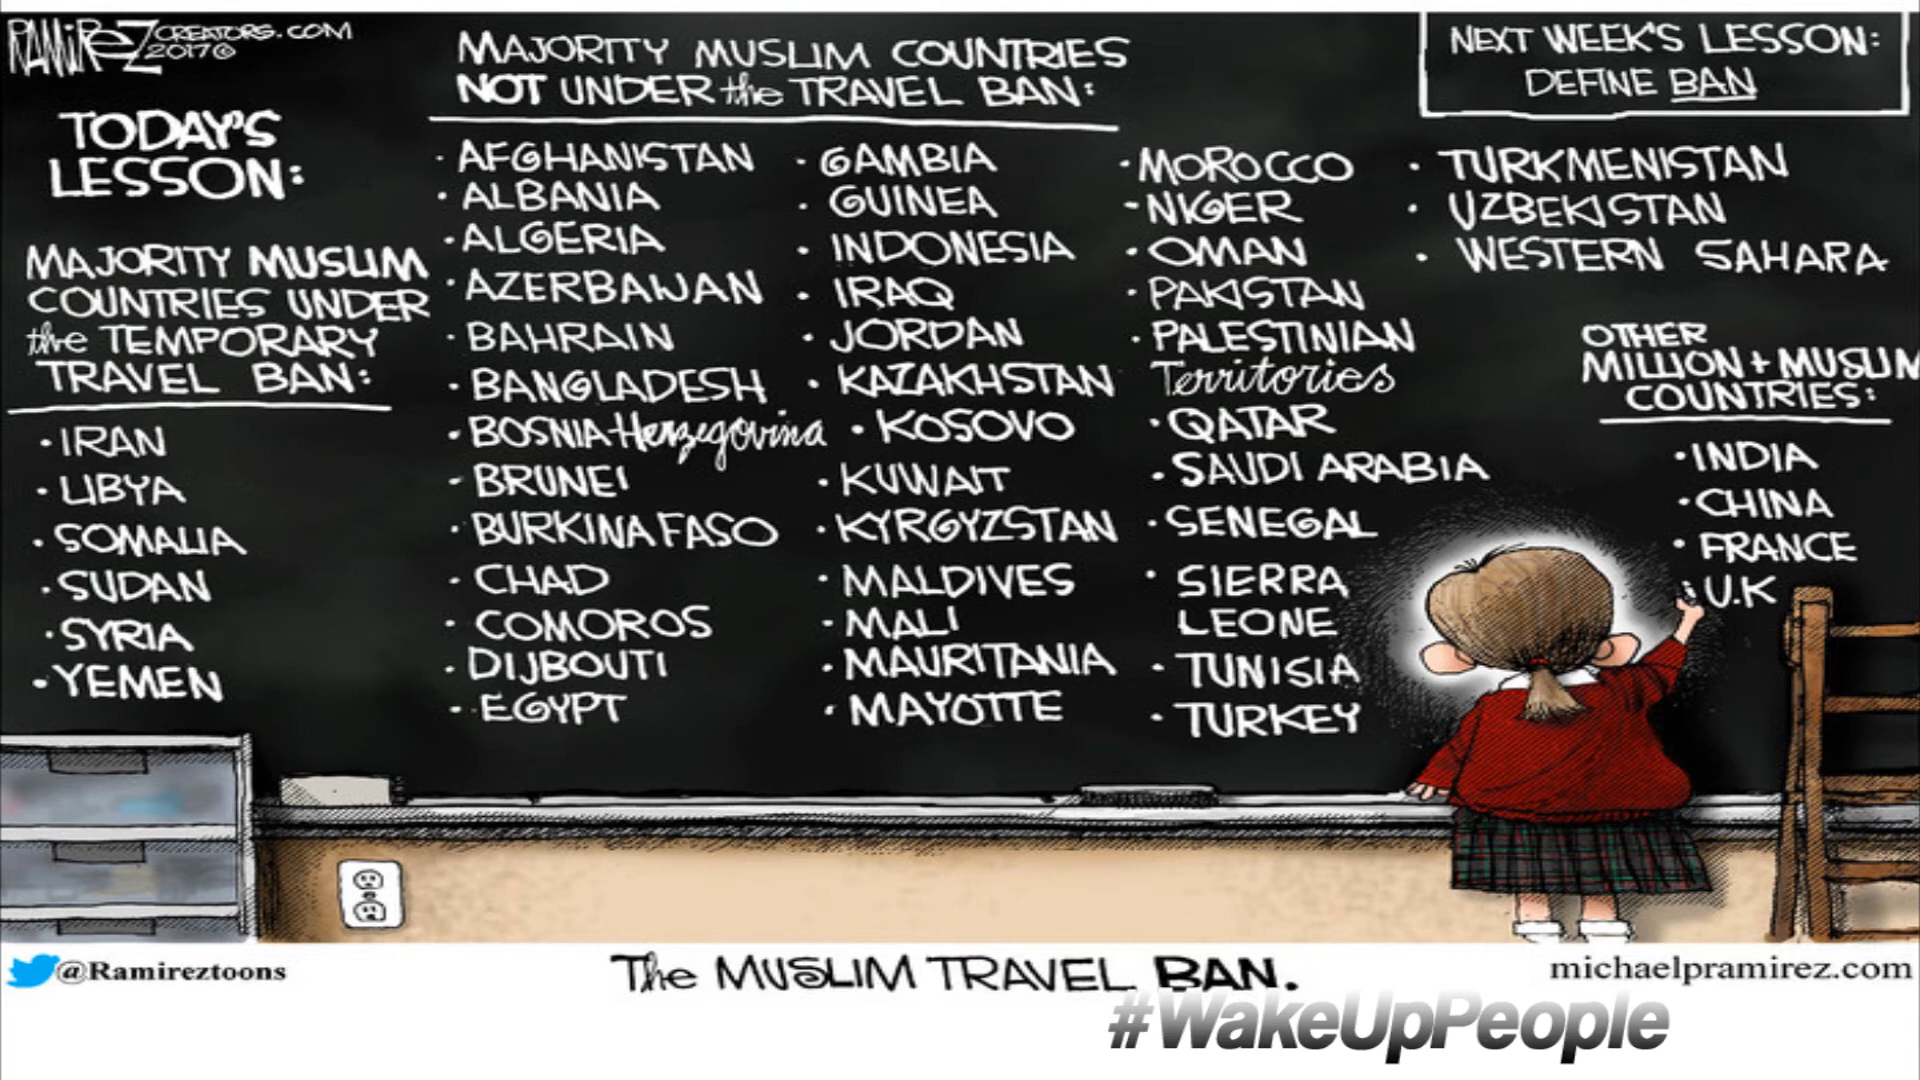 RAMIREZ CREATORS.COM
2017©
TODAY'S
LESSON:
MAJORITY MUSLIM
COUNTRIES UNDER
the TEMPORARY
TRAVEL BAN:
• IRAN
• LIBYA
• SOMALIA
• SUDAN
• SYRIA
• YEMEN
MAJORITY MUSLIM COUNTRIES
NOT UNDER the TRAVEL BAN:
• AFGHANISTAN
• ALBANIA
• ALGERIA
• AZERBAIJAN
• BAHRAIN
• BANGLADESH
• BOSNIA-Herzegovina
• BRUNEI
• BURKINA FASO
• CHAD
• COMOROS
• DIJBOUTI
• EGYPT
• GAMBIA
• GUINEA
• INDONESIA
• IRAQ
• JORDAN
• KAZAKHSTAN
• KOSOVO
• KUWAIT
• KYRGYZSTAN
• MALDIVES
• MALI
• MAURITANIA
• MAYOTTE
• MOROCCO
• NIGER
• OMAN
• PAKISTAN
• PALESTINIAN
Territories
• QATAR
• SAUDI ARABIA
• SENEGAL
• SIERRA
LEONE
• TUNISIA
• TURKEY
• TURKMENISTAN
• UZBEKISTAN
• WESTERN SAHARA
NEXT WEEK'S LESSON:
DEFINE BAN
OTHER
MILLION + MUSLIM
COUNTRIES:
• INDIA
• CHINA
• FRANCE
• U.K
@Ramireztoons
The MUSLIM TRAVEL BAN.
michaelpramirez.com
#WakeUpPeople